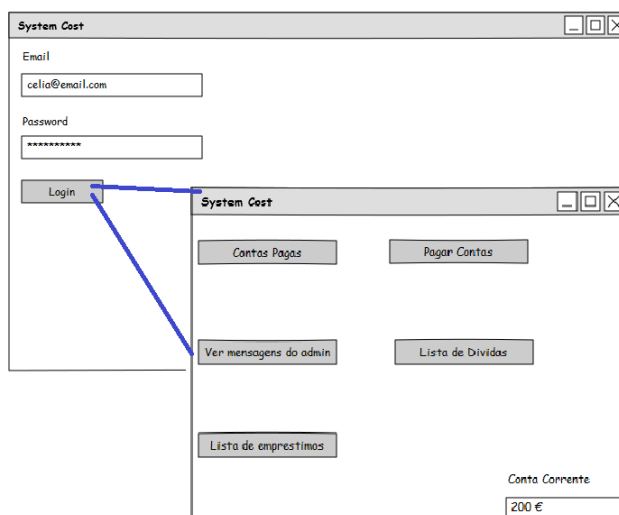 System Cost
Email
celia@email.com
Password
**********
Login
System Cost
Contas Pagas
Pagar Contas
Ver mensagens do admin
Lista de Dividas
Lista de emprestimos
Conta Corrente
200 €